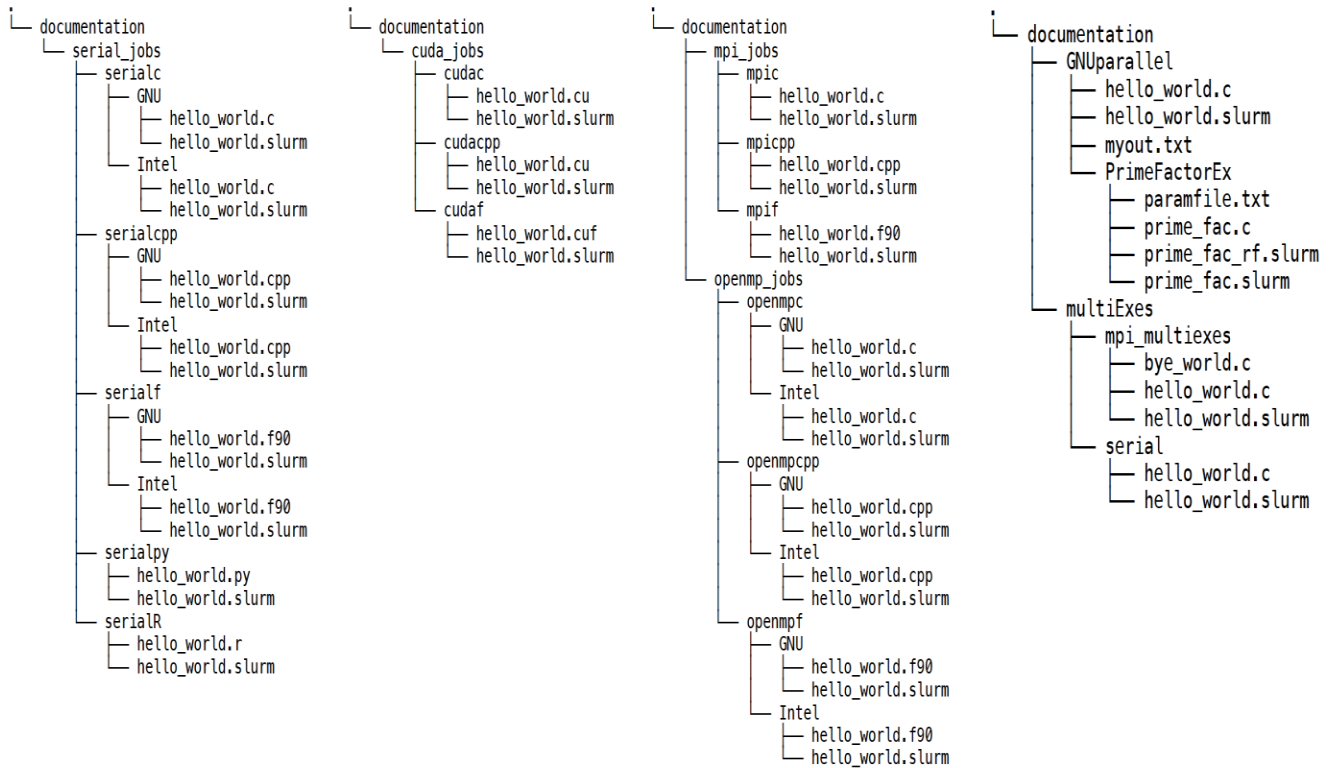 .
└── documentation
    └── serial_jobs
        ├── serialc
        │   ├── GNU
        │   │   ├── hello_world.c
        │   │   └── hello_world.slurm
        │   └── Intel
        │       ├── hello_world.c
        │       └── hello_world.slurm
        ├── serialcpp
        │   ├── GNU
        │   │   ├── hello_world.cpp
        │   │   └── hello_world.slurm
        │   └── Intel
        │       ├── hello_world.cpp
        │       └── hello_world.slurm
        ├── serialf
        │   ├── GNU
        │   │   ├── hello_world.f90
        │   │   └── hello_world.slurm
        │   └── Intel
        │       ├── hello_world.f90
        │       └── hello_world.slurm
        ├── serialpy
        │   ├── hello_world.py
        │   └── hello_world.slurm
        └── serialR
            ├── hello_world.r
            └── hello_world.slurm
.
└── documentation
    └── cuda_jobs
        ├── cudac
        │   ├── hello_world.cu
        │   └── hello_world.slurm
        ├── cudacpp
        │   ├── hello_world.cu
        │   └── hello_world.slurm
        └── cudaf
            ├── hello_world.cuf
            └── hello_world.slurm
.
└── documentation
    ├── mpi_jobs
    │   ├── mpic
    │   │   ├── hello_world.c
    │   │   └── hello_world.slurm
    │   ├── mpicpp
    │   │   ├── hello_world.cpp
    │   │   └── hello_world.slurm
    │   └── mpif
    │       ├── hello_world.f90
    │       └── hello_world.slurm
    └── openmp_jobs
        ├── openmpc
        │   ├── GNU
        │   │   ├── hello_world.c
        │   │   └── hello_world.slurm
        │   └── Intel
        │       ├── hello_world.c
        │       └── hello_world.slurm
        ├── openmpcpp
        │   ├── GNU
        │   │   ├── hello_world.cpp
        │   │   └── hello_world.slurm
        │   └── Intel
        │       ├── hello_world.cpp
        │       └── hello_world.slurm
        └── openmpf
            ├── GNU
            │   ├── hello_world.f90
            │   └── hello_world.slurm
            └── Intel
                ├── hello_world.f90
                └── hello_world.slurm
.
└── documentation
    ├── GNUparallel
    │   ├── hello_world.c
    │   ├── hello_world.slurm
    │   ├── myout.txt
    │   └── PrimeFactorEx
    │       ├── paramfile.txt
    │       ├── prime_fac.c
    │       ├── prime_fac_rf.slurm
    │       └── prime_fac.slurm
    └── multiExes
        ├── mpi_multiexes
        │   ├── bye_world.c
        │   ├── hello_world.c
        │   └── hello_world.slurm
        └── serial
            ├── hello_world.c
            └── hello_world.slurm